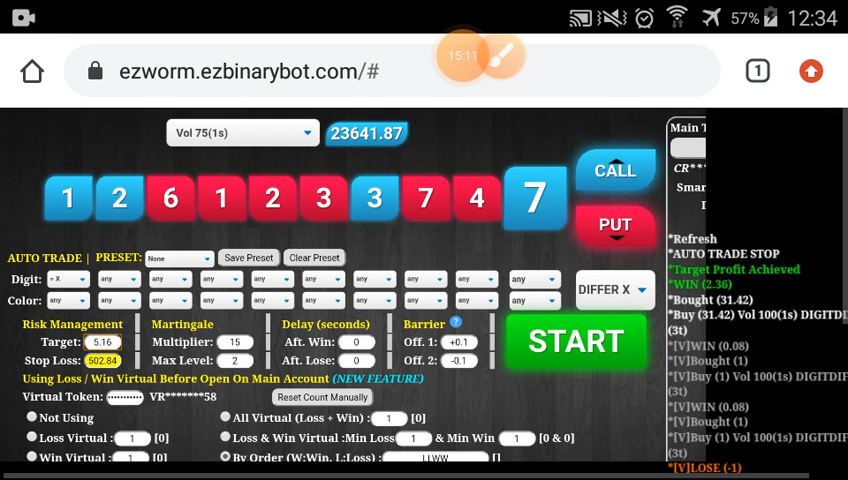 57% 12:34
ezworm.ezbinarybot.com/#
15:11
1
Vol 75(1s) 23641.87
1 2 6 1 2 3 3 7 4 7
CALL
PUT
Main T
CR***
Smar
AUTO TRADE | PRESET: None Save Preset Clear Preset
Digit: = X any any any any any any any any any
Color: any any any any any any any any any any
DIFFER X
Risk Management Martingale Delay (seconds) Barrier ?
Target: 5.16 Multiplier: 15 Aft. Win: 0 Off. 1: +0.1
Stop Loss: 502.84 Max Level: 2 Aft. Lose: 0 Off. 2: -0.1
START
Using Loss / Win Virtual Before Open On Main Account (NEW FEATURE)
Virtual Token: ••••••••••• VR*******58 Reset Count Manually
Not Using All Virtual (Loss + Win) : 1 [0]
Loss Virtual : 1 [0] Loss & Win Virtual :Min Loss 1 & Min Win 1 [0 & 0]
Win Virtual : 1 [0] By Order (W:Win, L:Loss) : LLWW []
*Refresh
*AUTO TRADE STOP
*Target Profit Achieved
*WIN (2.36)
*Bought (31.42)
*Buy (31.42) Vol 100(1s) DIGITDIF
(3t)
*[V]WIN (0.08)
*[V]Bought (1)
*[V]Buy (1) Vol 100(1s) DIGITDIF
(3t)
*[V]WIN (0.08)
*[V]Bought (1)
*[V]Buy (1) Vol 100(1s) DIGITDIF
(3t)
*[V]LOSE (-1)